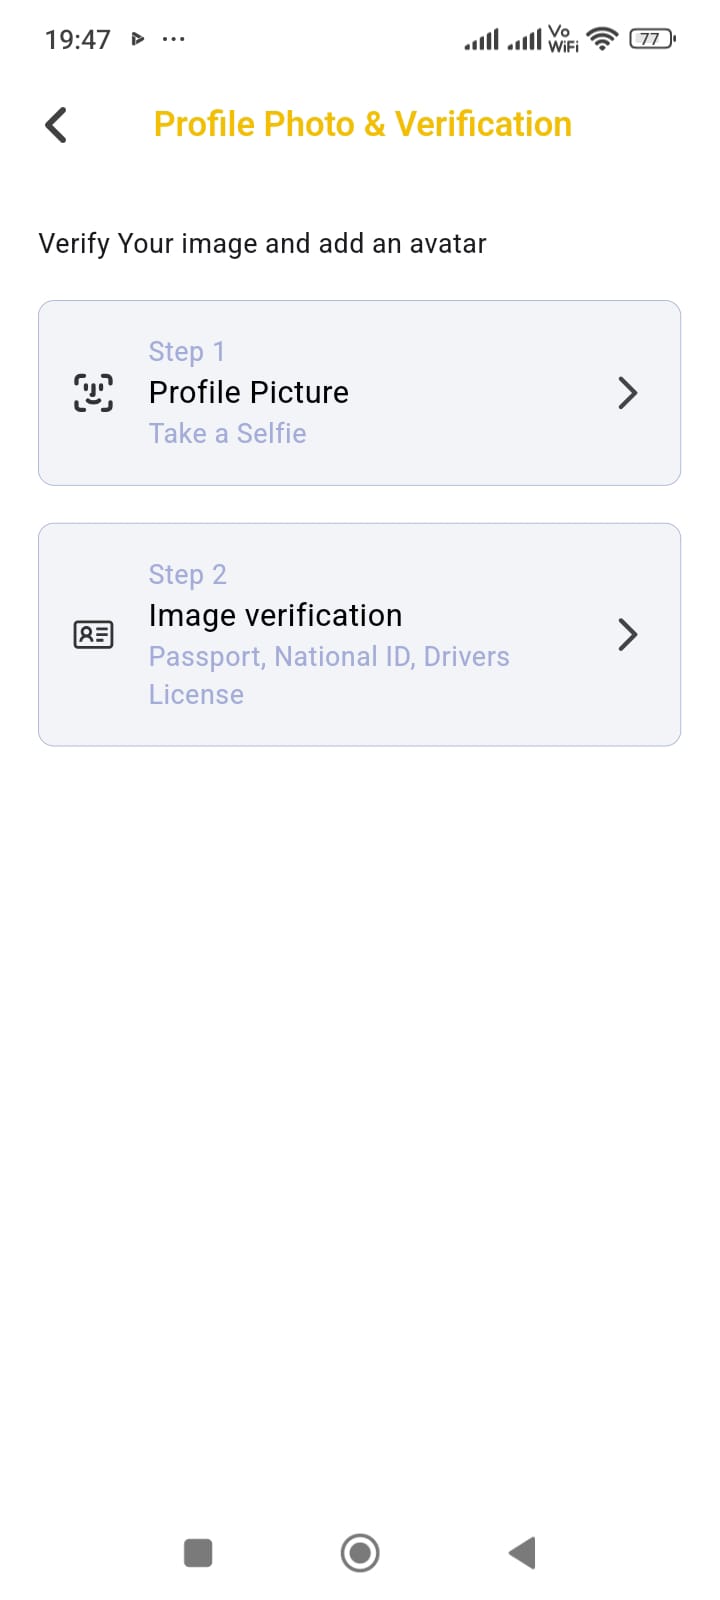 19:47
Vo
WiFi
77
Profile Photo & Verification
Verify Your image and add an avatar
Step 1
Profile Picture
Take a Selfie
Step 2
Image verification
Passport, National ID, Drivers
License